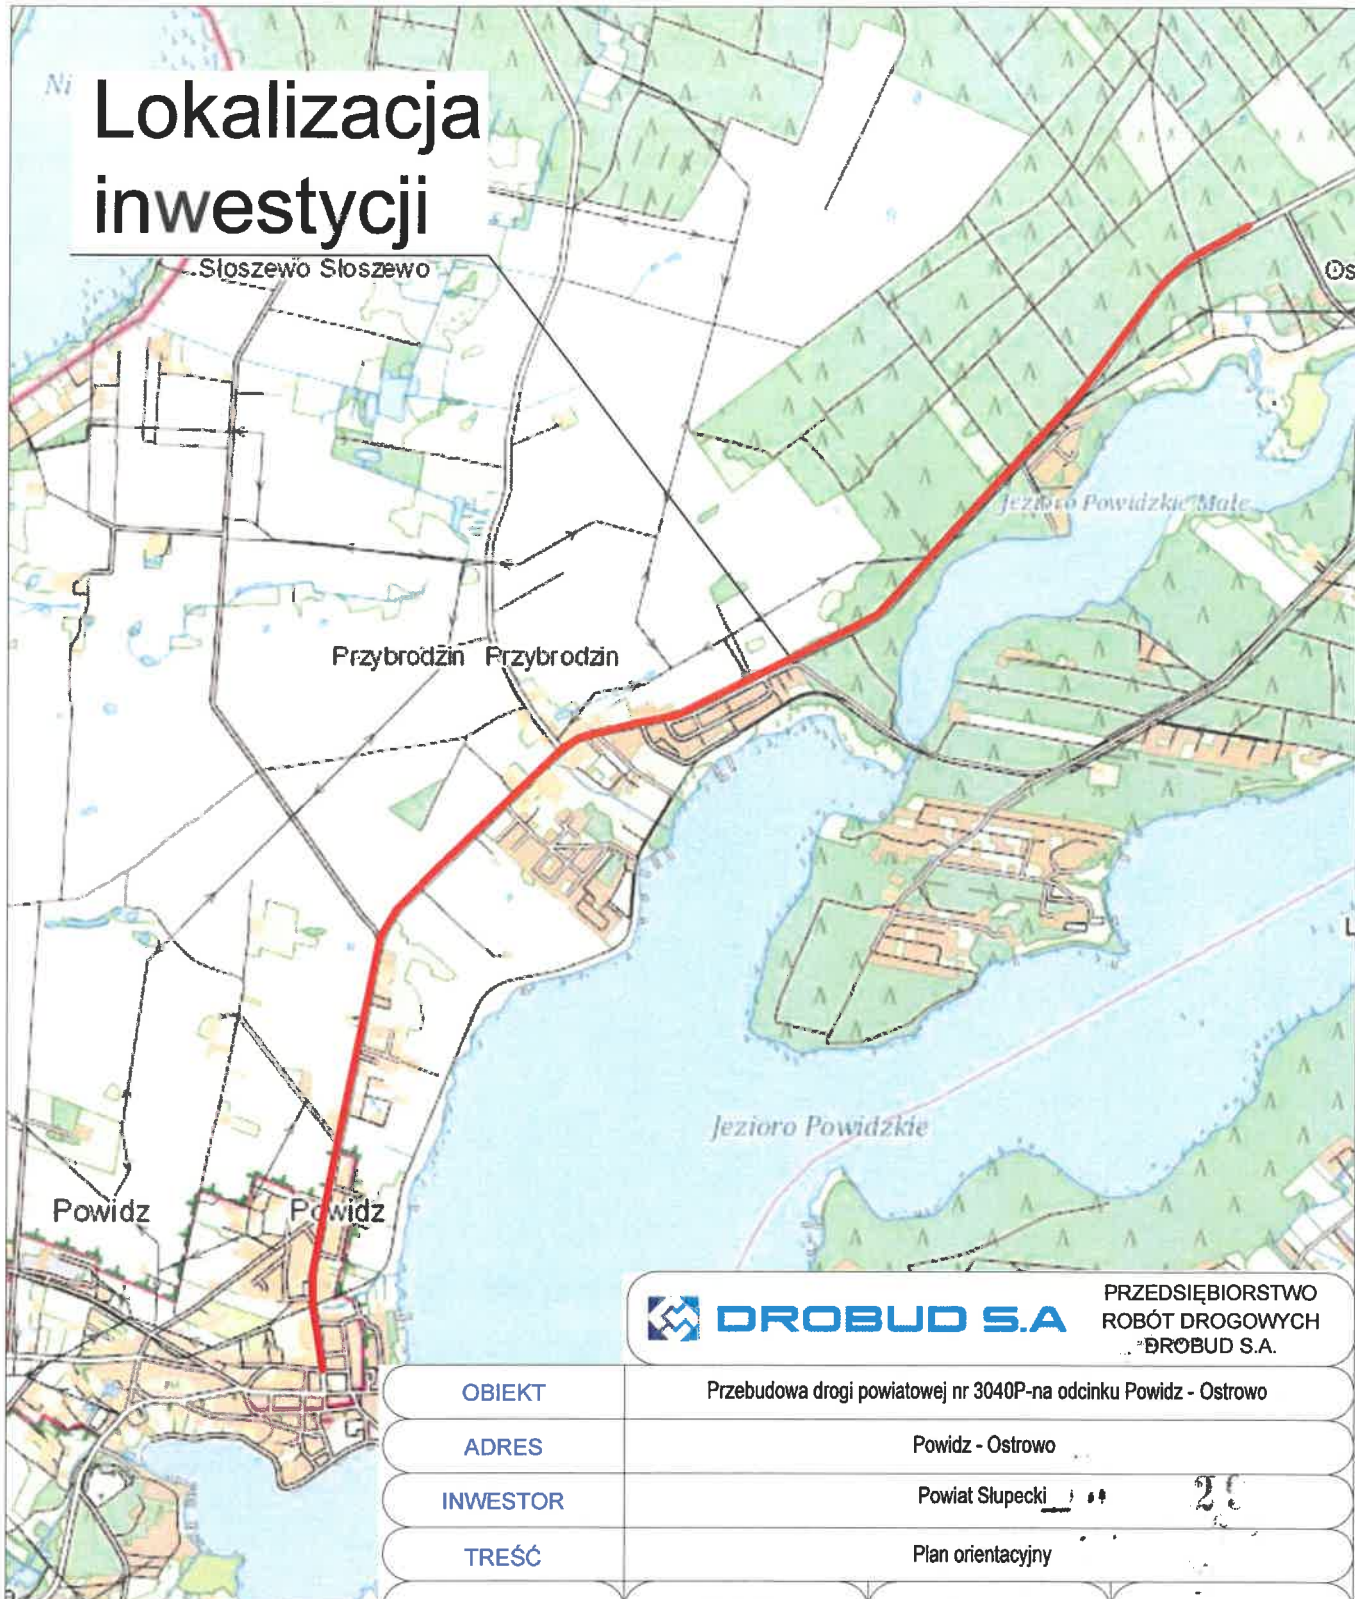 Ni
Lokalizacja
inwestycji
Słoszewo Słoszewo
Jezioro Powidzkie Małe
Przybrodzin Przybrodzin
Jezioro Powidzkie
Powidz
Powidz
DROBUD S.A
PRZEDSIĘBIORSTWO
ROBÓT DROGOWYCH
DROBUD S.A.
OBIEKT
Przebudowa drogi powiatowej nr 3040P-na odcinku Powidz - Ostrowo
ADRES
Powidz - Ostrowo
INWESTOR
Powiat Słupecki
TREŚĆ
Plan orientacyjny